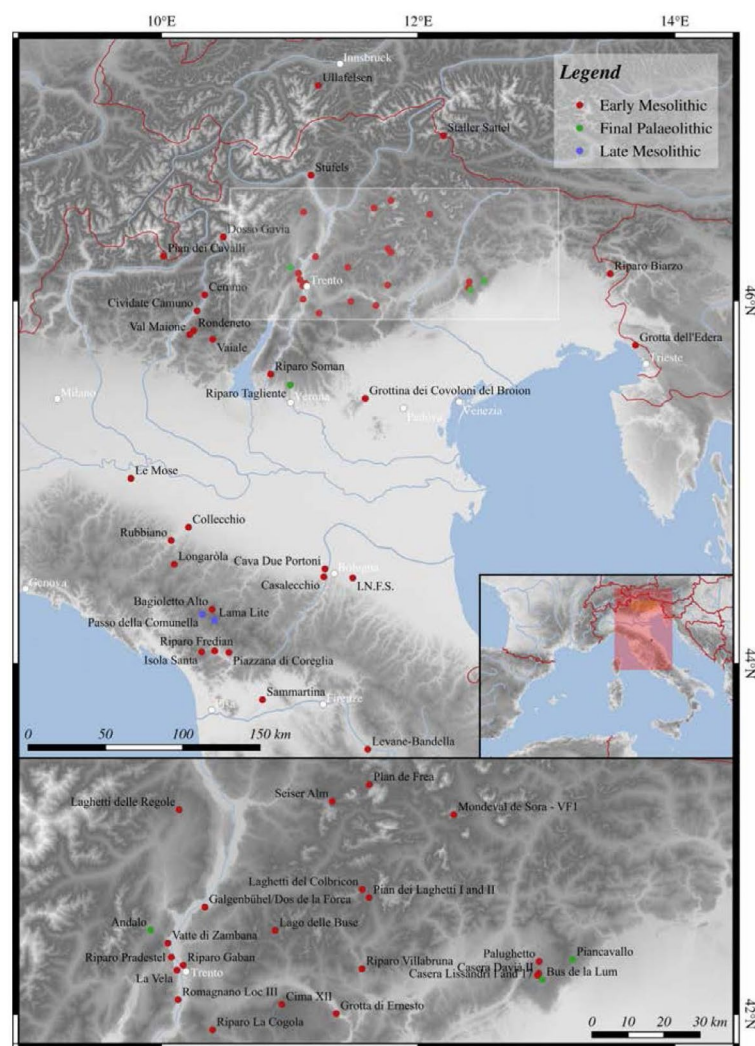 10°E
12°E
14°E
Innsbruck
Ullafelsen
Legend
Early Mesolithic
Final Palaeolithic
Late Mesolithic
Staller Sattel
Stufels
Dosso Gavia
Pian dei Cavalli
Riparo Biarzo
Trento
46°N
Cemmo
Cividate Camuno
Val Maione
Rondeneto
Vaiale
Grotta dell'Edera
Trieste
Riparo Soman
Riparo Tagliente
Verona
Grottina dei Covoloni del Broion
Milano
Padova
Venezia
Le Mose
Collecchio
Rubbiano
Longaròla
Cava Due Portoni
Bologna
Casalecchio
I.N.F.S.
Genova
Bagioletto Alto
Lama Lite
Passo della Comunella
Riparo Fredian
Isola Santa
Piazzana di Coreglia
44°N
Sammartina
Firenze
Levane-Bandella
0 50 100 150 km
Plan de Frea
Seiser Alm
Laghetti delle Regole
Mondeval de Sora - VF1
Laghetti del Colbricon
Pian dei Laghetti I and II
Galgenbühel/Dos de la Forca
Andalo
Lago delle Buse
Vatte di Zambana
Riparo Pradestel
Riparo Gaban
La Vela
Trento
Riparo Villabruna
Palughetto
Piancavallo
Casera Davià II
Casera Lissandri I and 17
Bus de la Lum
Romagnano Loc III
Cima XII
Grotta di Ernesto
Riparo La Cogola
42°N
0 10 20 30 km